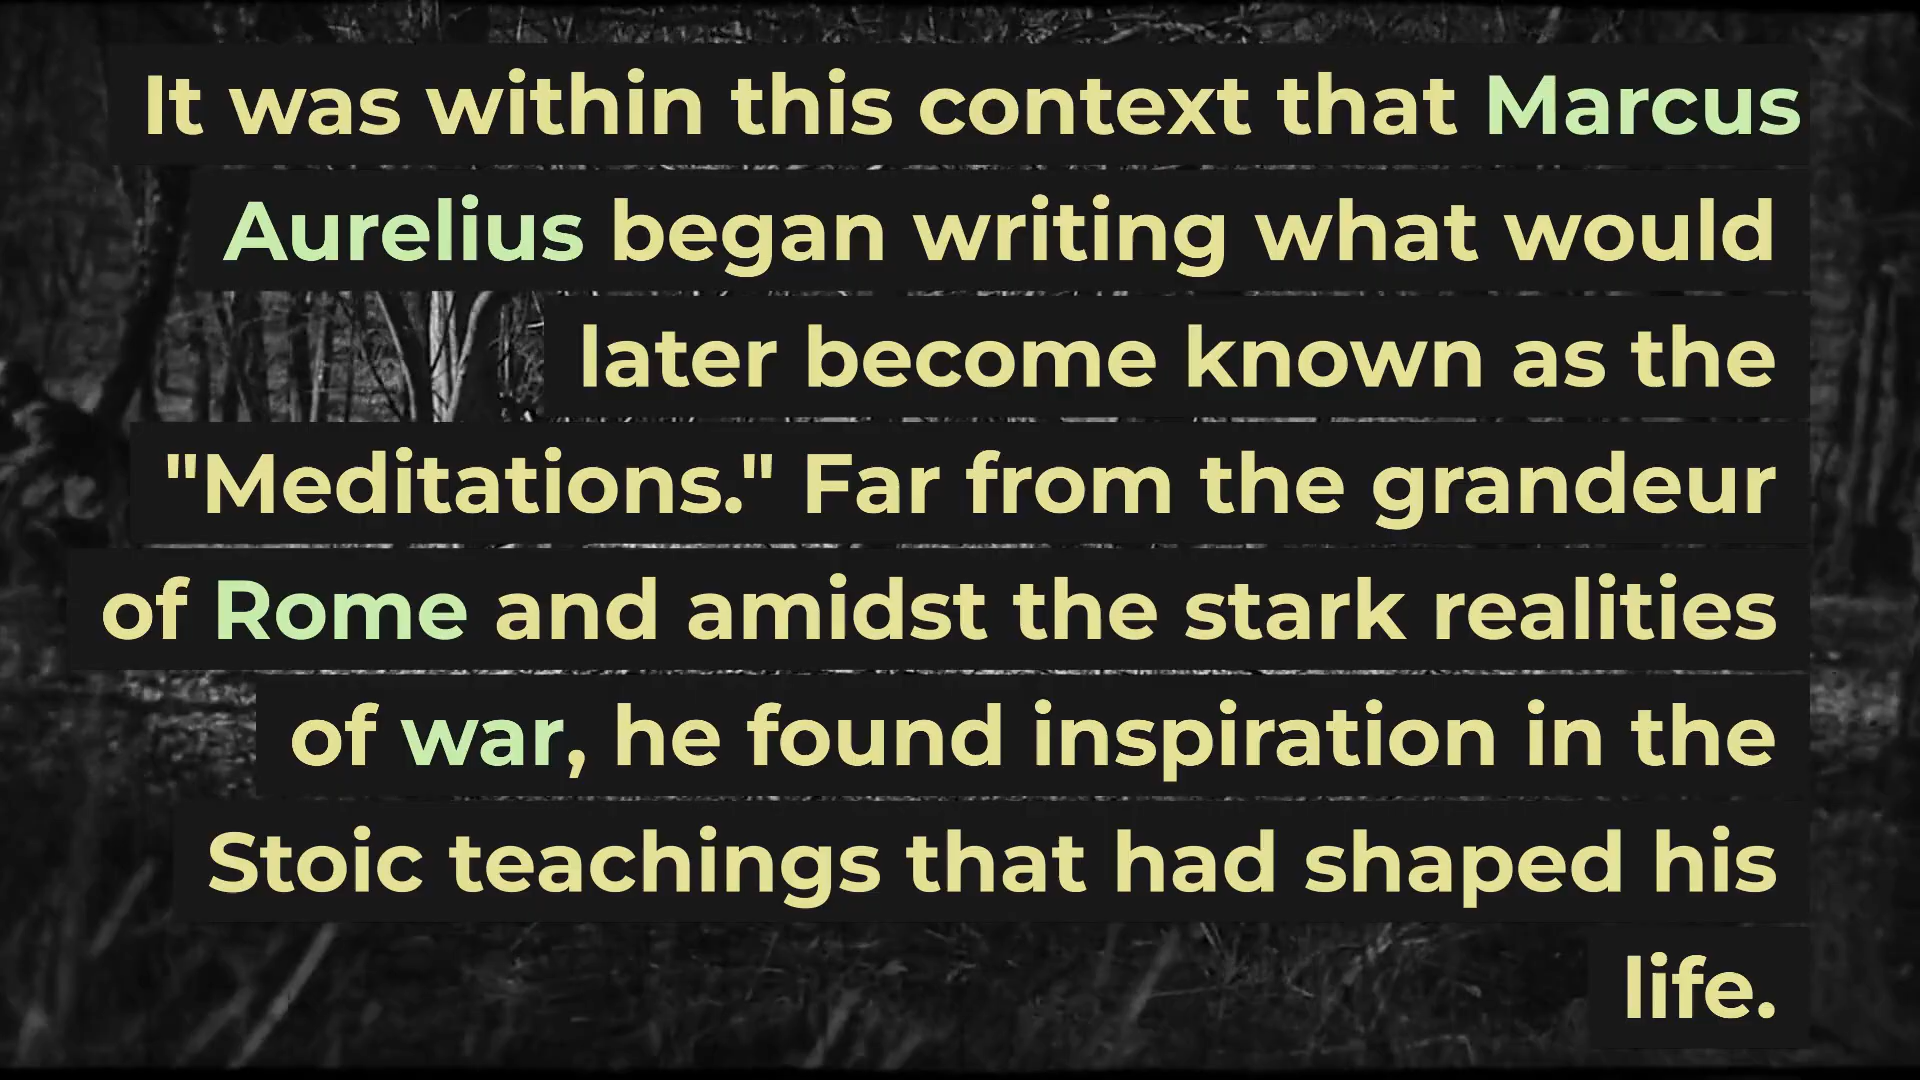 It was within this context that Marcus
Aurelius began writing what would
later become known as the
"Meditations." Far from the grandeur
of Rome and amidst the stark realities
of war, he found inspiration in the
Stoic teachings that had shaped his
life.